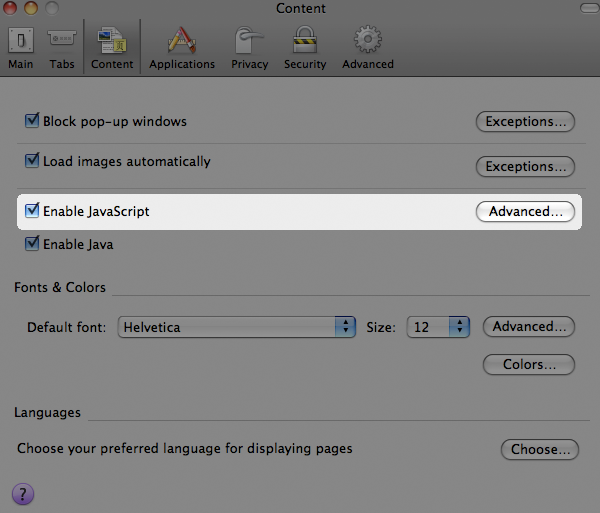 Content
Main Tabs Content Applications Privacy Security Advanced
Block pop-up windows Exceptions...
Load images automatically Exceptions...
Enable JavaScript Advanced...
Enable Java
Fonts & Colors
Default font: Helvetica Size: 12 Advanced...
Colors...
Languages
Choose your preferred language for displaying pages Choose...
?